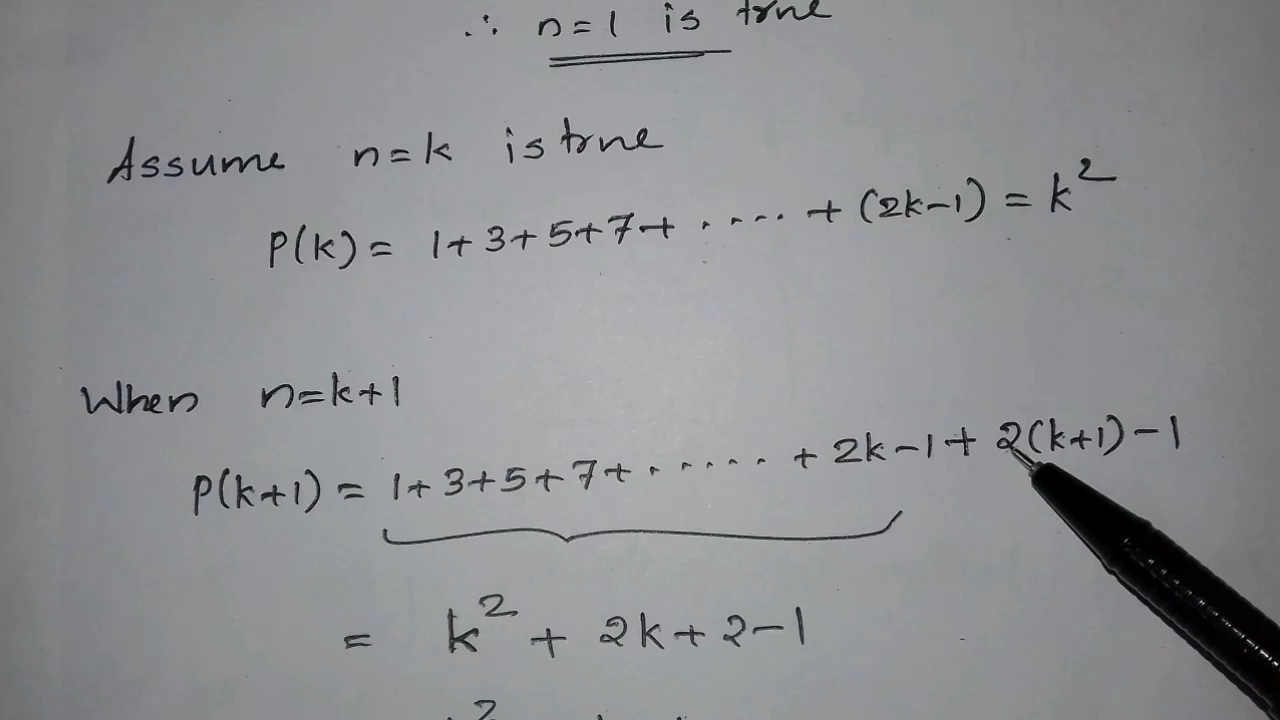 ∴ n=1 is true
Assume n=k is true
P(k) = 1+3+5+7+ ..... + (2k-1) = k²
When n=k+1
P(k+1) = 1+3+5+7+ ...... + 2k-1 + 2(k+1)-1
= k² + 2k+2-1